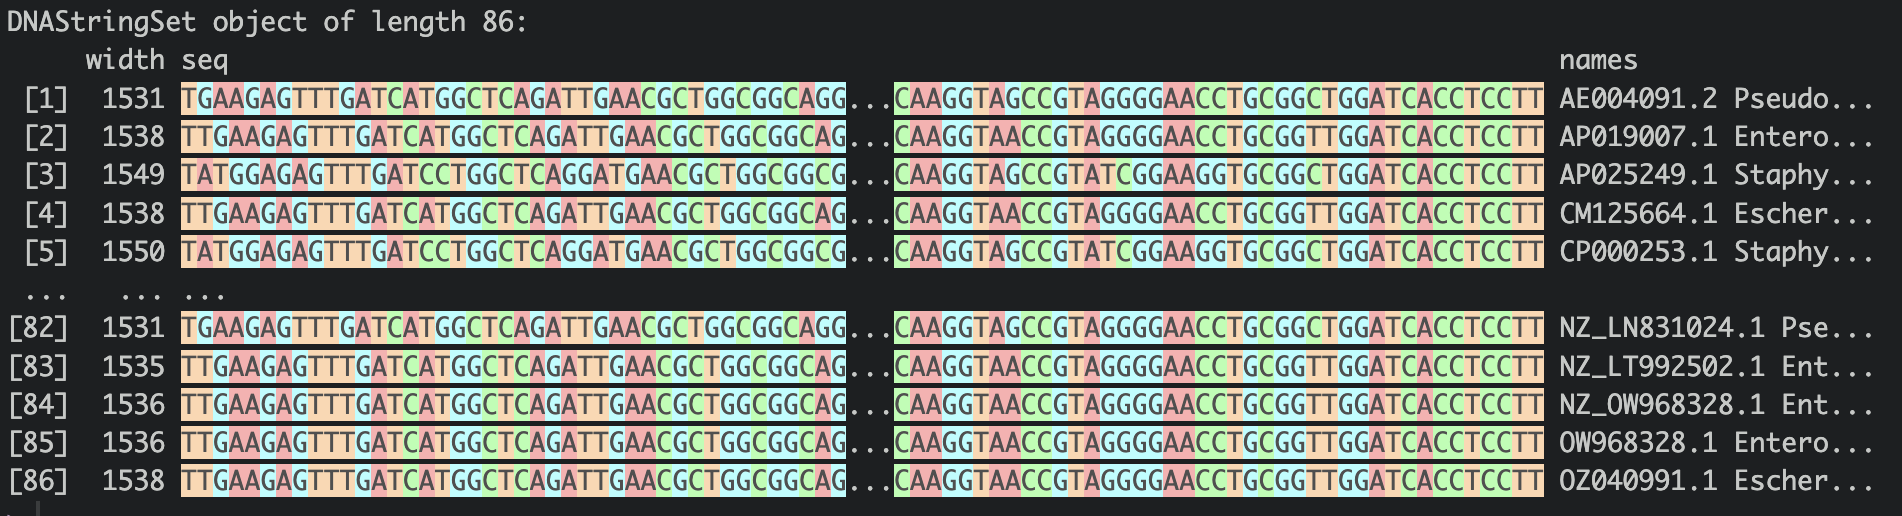 DNAStringSet object of length 86:
width seq names
[1] 1531 TGAAGAGTTTGATCATGGCTCAGATTGAACGCTGGCGGCAGG...CAAGGTAGCCGTAGGGGAACCTGCGGCTGGATCACCTCCTT AE004091.2 Pseudo...
[2] 1538 TTGAAGAGTTTGATCATGGCTCAGATTGAACGCTGGCGGCAG...CAAGGTAACCGTAGGGGAACCTGCGGTTGGATCACCTCCTT AP019007.1 Entero...
[3] 1549 TATGGAGAGTTTGATCCTGGCTCAGGATGAACGCTGGCGGCG...CAAGGTAGCCGTATCGGAAGGTGCGGCTGGATCACCTCCTT AP025249.1 Staphy...
[4] 1538 TTGAAGAGTTTGATCATGGCTCAGATTGAACGCTGGCGGCAG...CAAGGTAACCGTAGGGGAACCTGCGGTTGGATCACCTCCTT CM125664.1 Escher...
[5] 1550 TATGGAGAGTTTGATCCTGGCTCAGGATGAACGCTGGCGGCG...CAAGGTAGCCGTATCGGAAGGTGCGGCTGGATCACCTCCTT CP000253.1 Staphy...
... ... ...
[82] 1531 TGAAGAGTTTGATCATGGCTCAGATTGAACGCTGGCGGCAGG...CAAGGTAGCCGTAGGGGAACCTGCGGCTGGATCACCTCCTT NZ_LN831024.1 Pse...
[83] 1535 TTGAAGAGTTTGATCATGGCTCAGATTGAACGCTGGCGGCAG...CAAGGTAACCGTAGGGGAACCTGCGGTTGGATCACCTCCTT NZ_LT992502.1 Ent...
[84] 1536 TTGAAGAGTTTGATCATGGCTCAGATTGAACGCTGGCGGCAG...CAAGGTAACCGTAGGGGAACCTGCGGTTGGATCACCTCCTT NZ_OW968328.1 Ent...
[85] 1536 TTGAAGAGTTTGATCATGGCTCAGATTGAACGCTGGCGGCAG...CAAGGTAACCGTAGGGGAACCTGCGGTTGGATCACCTCCTT OW968328.1 Entero...
[86] 1538 TTGAAGAGTTTGATCATGGCTCAGATTGAACGCTGGCGGCAG...CAAGGTAACCGTAGGGGAACCTGCGGTTGGATCACCTCCTT OZ040991.1 Escher...